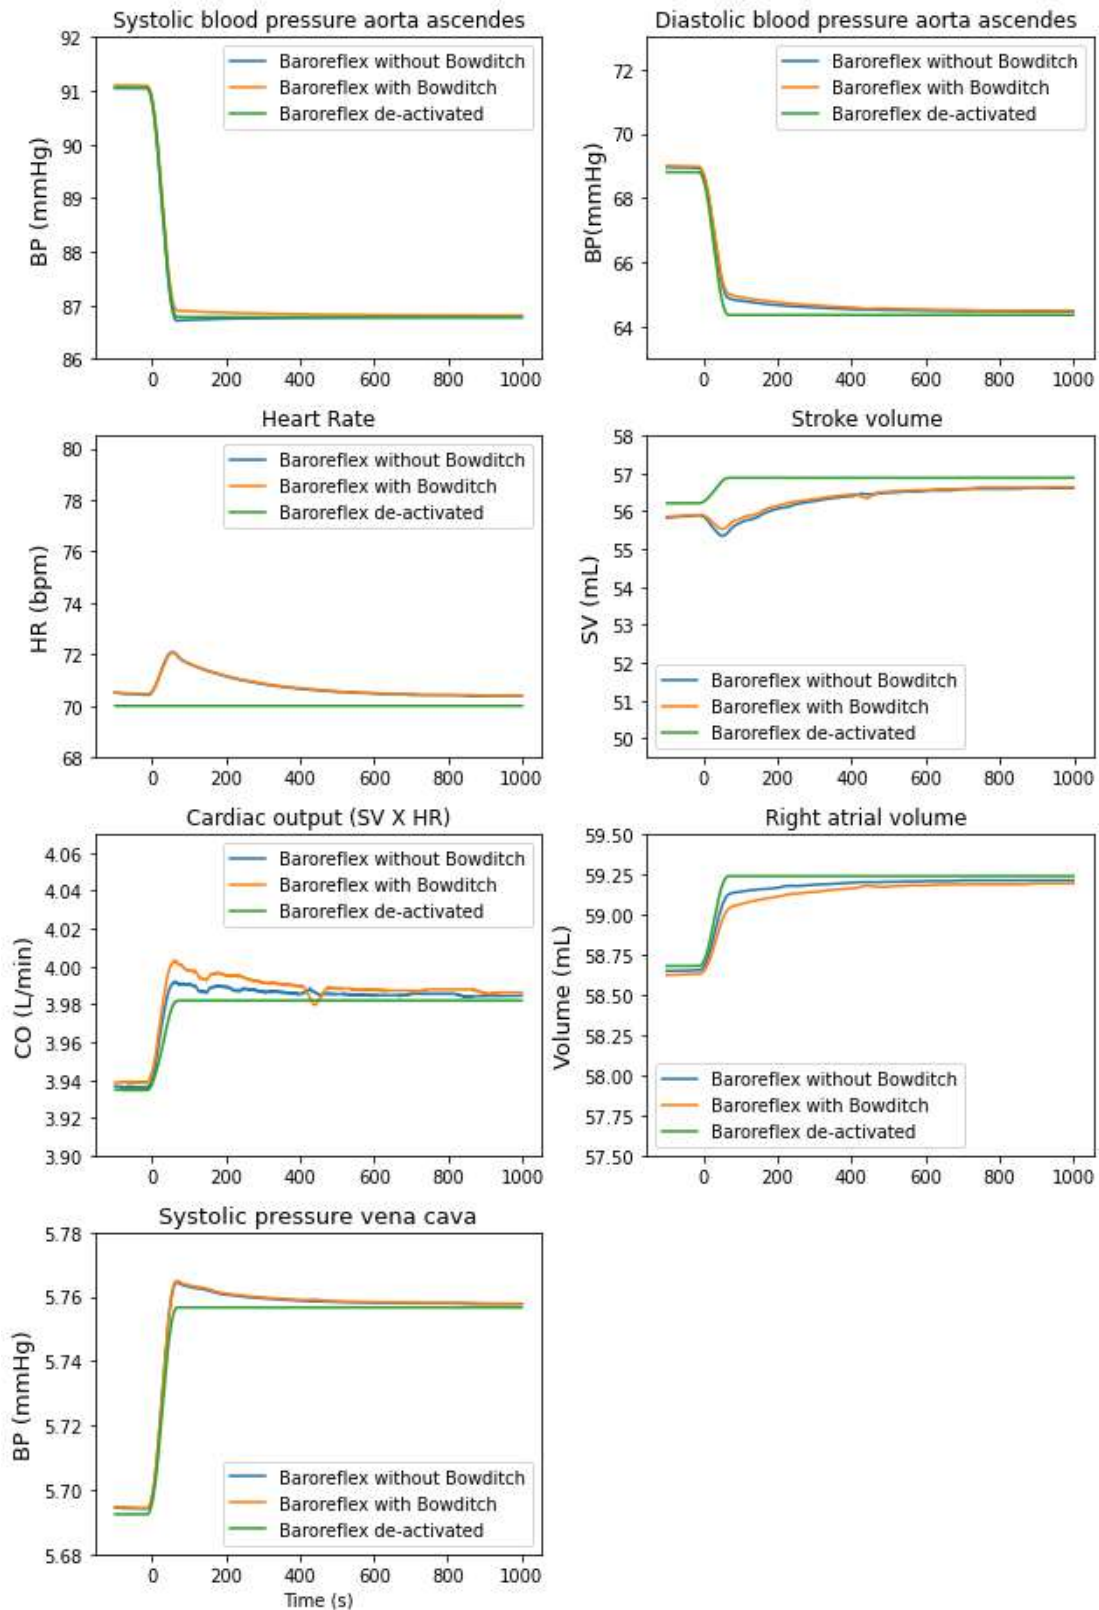 Systolic blood pressure aorta ascendes
BP (mmHg)
92
91
90
89
88
87
86
Baroreflex without Bowditch
Baroreflex with Bowditch
Baroreflex de-activated
0 200 400 600 800 1000
Diastolic blood pressure aorta ascendes
BP(mmHg)
72
70
68
66
64
Baroreflex without Bowditch
Baroreflex with Bowditch
Baroreflex de-activated
0 200 400 600 800 1000
Heart Rate
HR (bpm)
80
78
76
74
72
70
68
Baroreflex without Bowditch
Baroreflex with Bowditch
Baroreflex de-activated
0 200 400 600 800 1000
Stroke volume
SV (mL)
58
57
56
55
54
53
52
51
50
Baroreflex without Bowditch
Baroreflex with Bowditch
Baroreflex de-activated
0 200 400 600 800 1000
Cardiac output (SV X HR)
CO (L/min)
4.06
4.04
4.02
4.00
3.98
3.96
3.94
3.92
3.90
Baroreflex without Bowditch
Baroreflex with Bowditch
Baroreflex de-activated
0 200 400 600 800 1000
Right atrial volume
Volume (mL)
59.50
59.25
59.00
58.75
58.50
58.25
58.00
57.75
57.50
Baroreflex without Bowditch
Baroreflex with Bowditch
Baroreflex de-activated
0 200 400 600 800 1000
Systolic pressure vena cava
BP (mmHg)
5.78
5.76
5.74
5.72
5.70
5.68
Baroreflex without Bowditch
Baroreflex with Bowditch
Baroreflex de-activated
0 200 400 600 800 1000
Time (s)